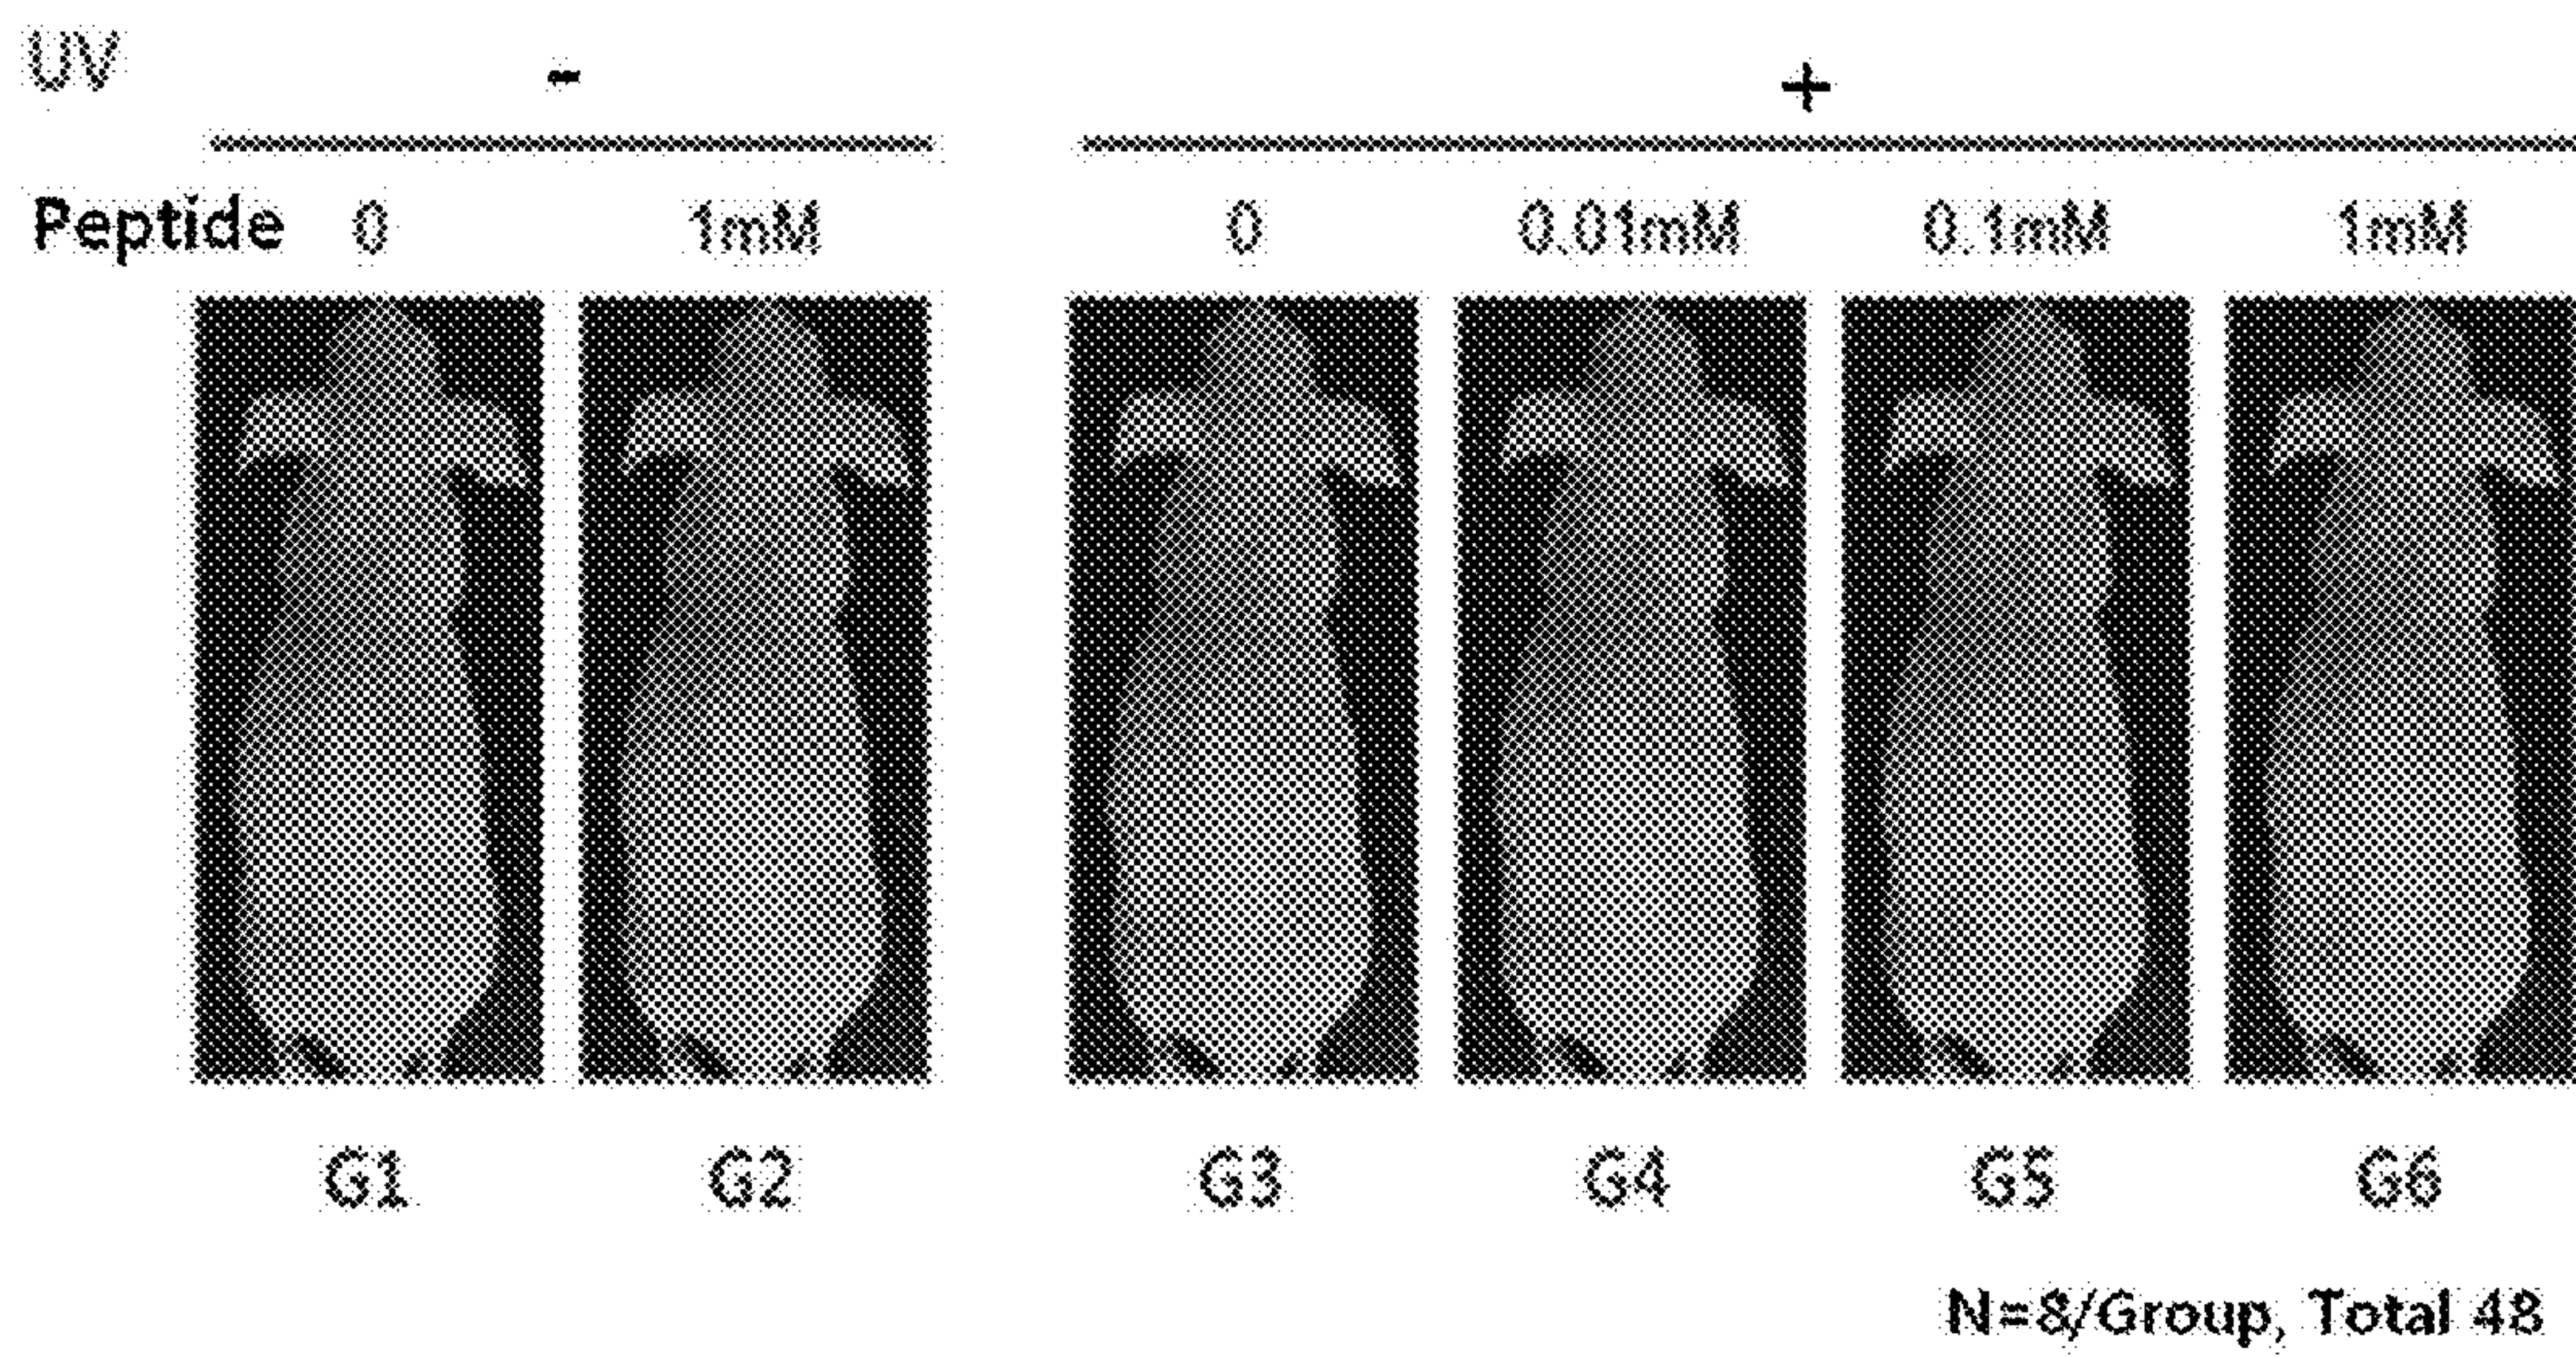 UV - +
Peptide 0 1mM 0 0.01mM 0.1mM 1mM
G1 G2 G3 G4 G5 G6
N=8/Group, Total 48